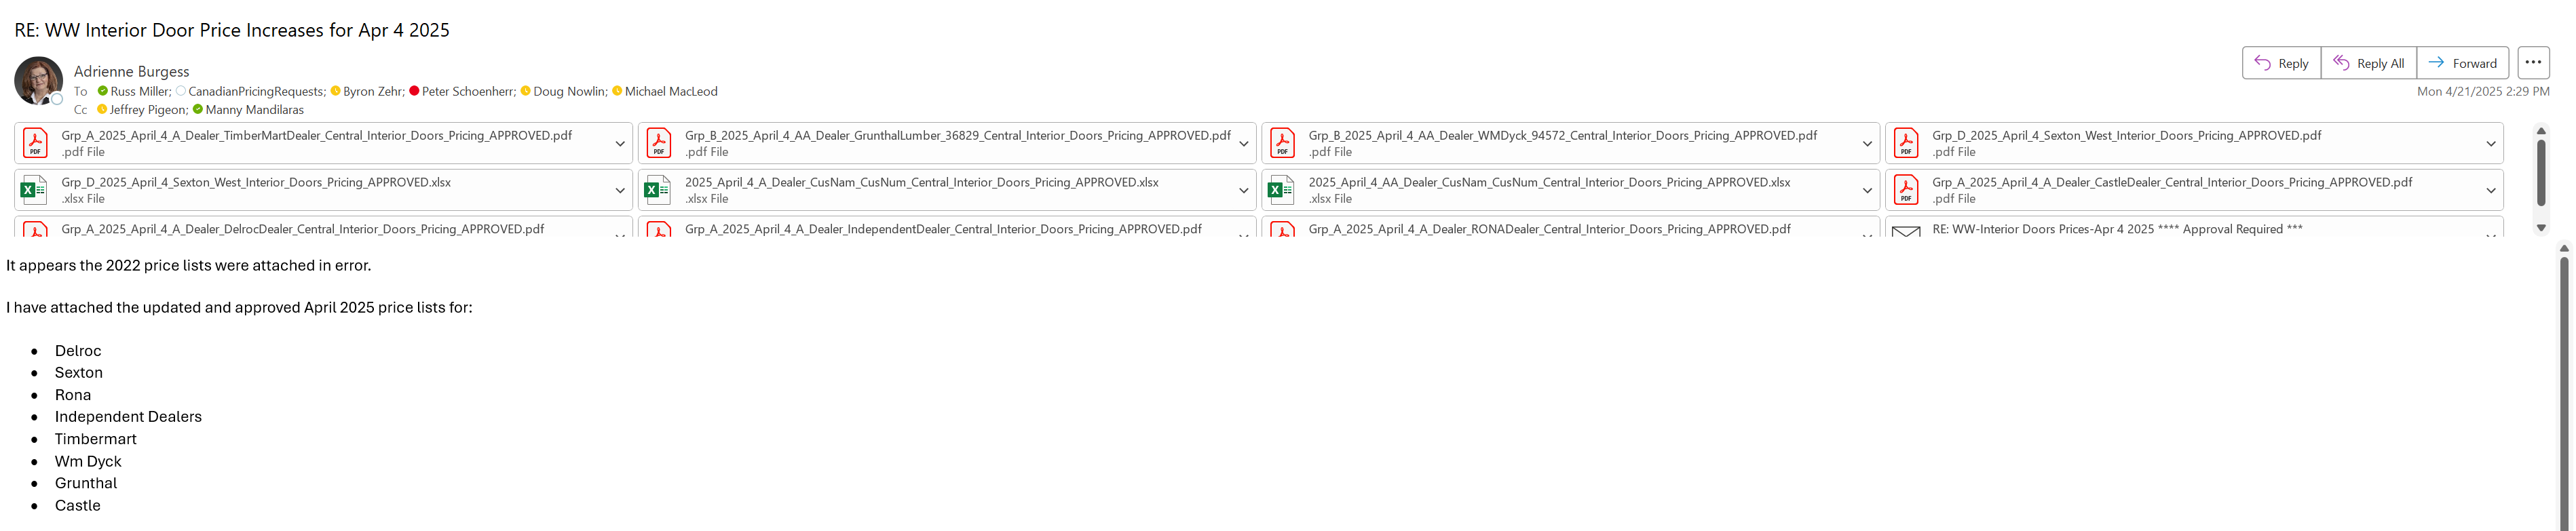 RE: WW Interior Door Price Increases for Apr 4 2025
Adrienne Burgess
Reply
Reply All
Forward
To Russ Miller; CanadianPricingRequests; Byron Zehr; Peter Schoenherr; Doug Nowlin; Michael MacLeod
Mon 4/21/2025 2:29 PM
Cc Jeffrey Pigeon; Manny Mandilaras
Grp_A_2025_April_4_A_Dealer_TimberMartDealer_Central_Interior_Doors_Pricing_APPROVED.pdf
.pdf File
Grp_B_2025_April_4_AA_Dealer_GrunthalLumber_36829_Central_Interior_Doors_Pricing_APPROVED.pdf
.pdf File
Grp_B_2025_April_4_AA_Dealer_WMDyck_94572_Central_Interior_Doors_Pricing_APPROVED.pdf
.pdf File
Grp_D_2025_April_4_Sexton_West_Interior_Doors_Pricing_APPROVED.pdf
.pdf File
Grp_D_2025_April_4_Sexton_West_Interior_Doors_Pricing_APPROVED.xlsx
.xlsx File
2025_April_4_A_Dealer_CusNam_CusNum_Central_Interior_Doors_Pricing_APPROVED.xlsx
.xlsx File
2025_April_4_AA_Dealer_CusNam_CusNum_Central_Interior_Doors_Pricing_APPROVED.xlsx
.xlsx File
Grp_A_2025_April_4_A_Dealer_CastleDealer_Central_Interior_Doors_Pricing_APPROVED.pdf
.pdf File
Grp_A_2025_April_4_A_Dealer_DelrocDealer_Central_Interior_Doors_Pricing_APPROVED.pdf
Grp_A_2025_April_4_A_Dealer_IndependentDealer_Central_Interior_Doors_Pricing_APPROVED.pdf
Grp_A_2025_April_4_A_Dealer_RONADealer_Central_Interior_Doors_Pricing_APPROVED.pdf
RE: WW-Interior Doors Prices-Apr 4 2025 **** Approval Required ***
It appears the 2022 price lists were attached in error.
I have attached the updated and approved April 2025 price lists for:
• Delroc
• Sexton
• Rona
• Independent Dealers
• Timbermart
• Wm Dyck
• Grunthal
• Castle